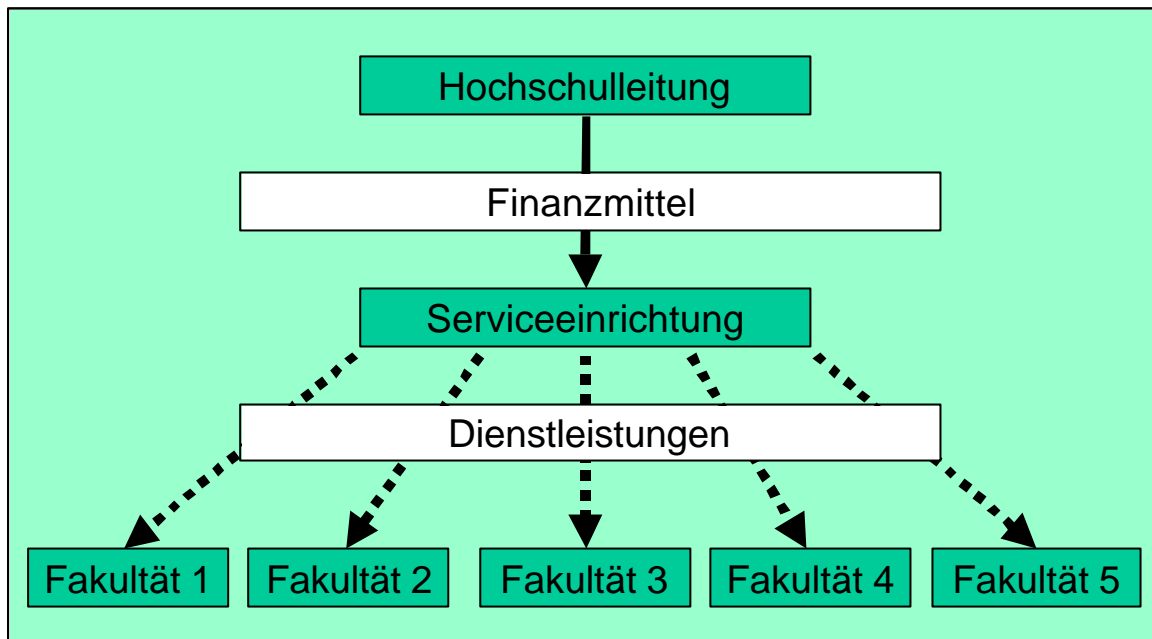 Hochschulleitung
Finanzmittel
Serviceeinrichtung
Dienstleistungen
Fakultät 1
Fakultät 2
Fakultät 3
Fakultät 4
Fakultät 5